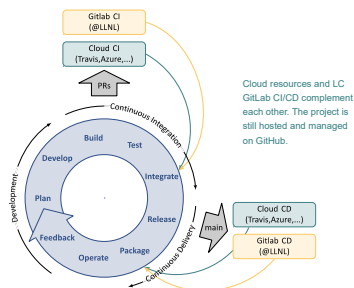 Gitlab CI
(@LLNL)
Cloud CI
(Travis,Azure,...)
PRs
Cloud resources and LC
GitLab CI/CD complement
each other. The project is
still hosted and managed
on GitHub.
Continuous Integration
Build
Test
Develop
Integrate
Development
Plan
Release
Feedback
Package
Operate
Continuous Delivery
main
Cloud CD
(Travis,Azure,...)
Gitlab CD
(@LLNL)